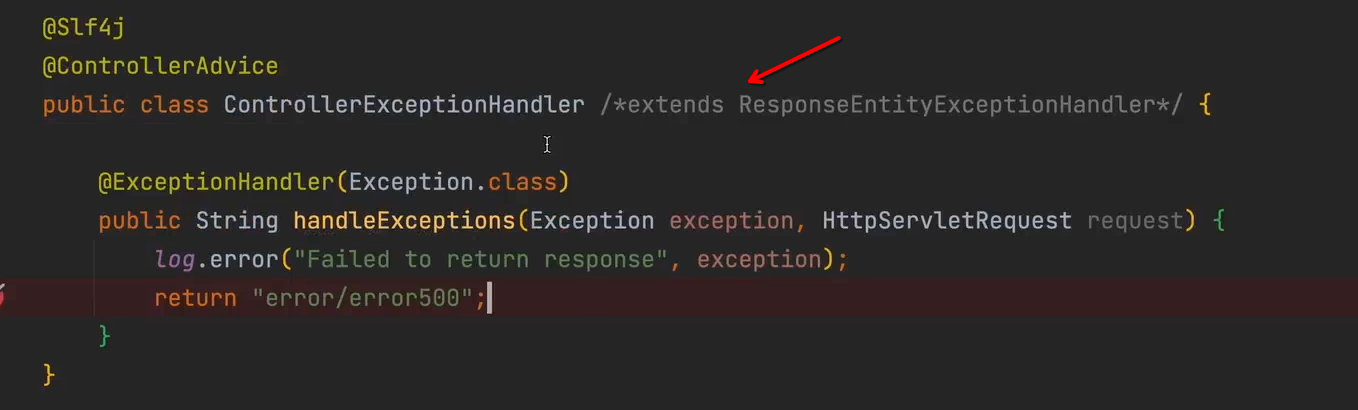 @Slf4j
@ControllerAdvice
public class ControllerExceptionHandler /*extends ResponseEntityExceptionHandler*/ {
@ExceptionHandler(Exception.class)
public String handleExceptions(Exception exception, HttpServletRequest request) {
log.error("Failed to return response", exception);
return "error/error500";
}
}